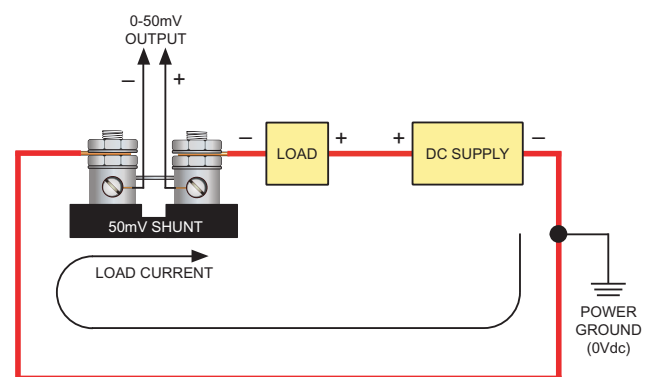 0-50mV
OUTPUT
–
+
–
LOAD
+
+
DC SUPPLY
–
50mV SHUNT
LOAD CURRENT
POWER
GROUND
(0Vdc)